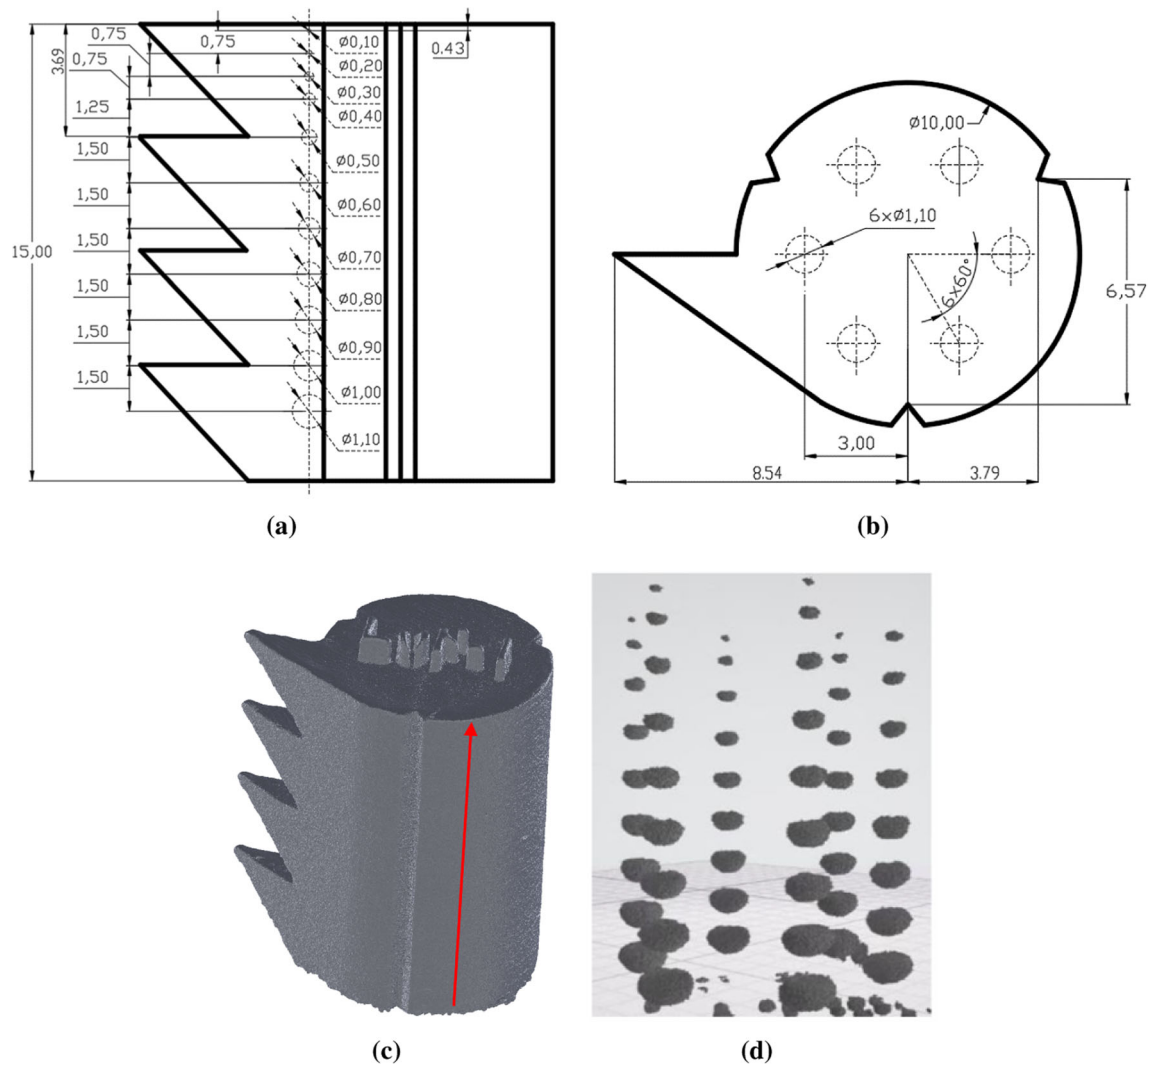 0,75
0,75
0.43
Ø0,10
3.69
0,75
Ø0,20
1,25
Ø0,30
Ø0,40
1,50
Ø0,50
1,50
Ø0,60
1,50
15,00
Ø0,70
1,50
Ø0,80
1,50
Ø0,90
1,50
Ø1,00
Ø1,10
Ø10,00
6×Ø1,10
6×60°
6,57
3,00
8.54
3.79
(a)
(b)
(c)
(d)